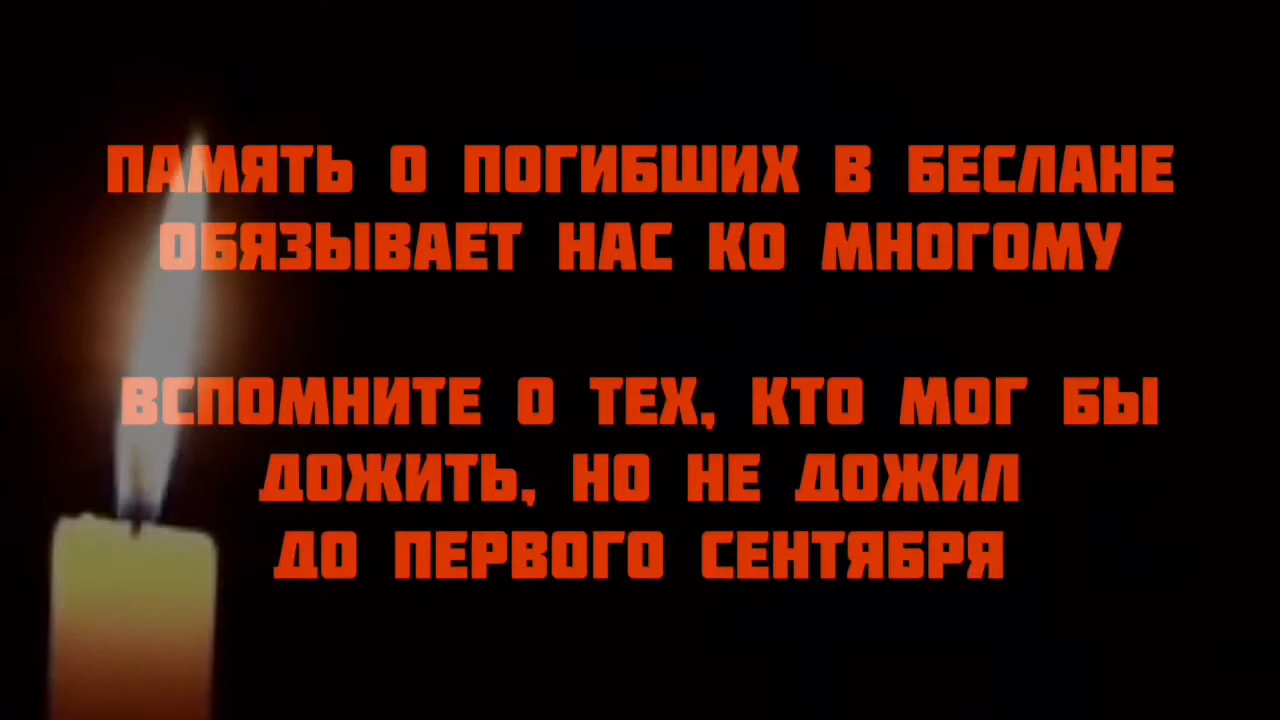 ПАМЯТЬ О ПОГИБШИХ В БЕСЛАНЕ
ОБЯЗЫВАЕТ НАС КО МНОГОМУ
ВСПОМНИТЕ О ТЕХ, КТО МОГ БЫ
ДОЖИТЬ, НО НЕ ДОЖИЛ
ДО ПЕРВОГО СЕНТЯБРЯ